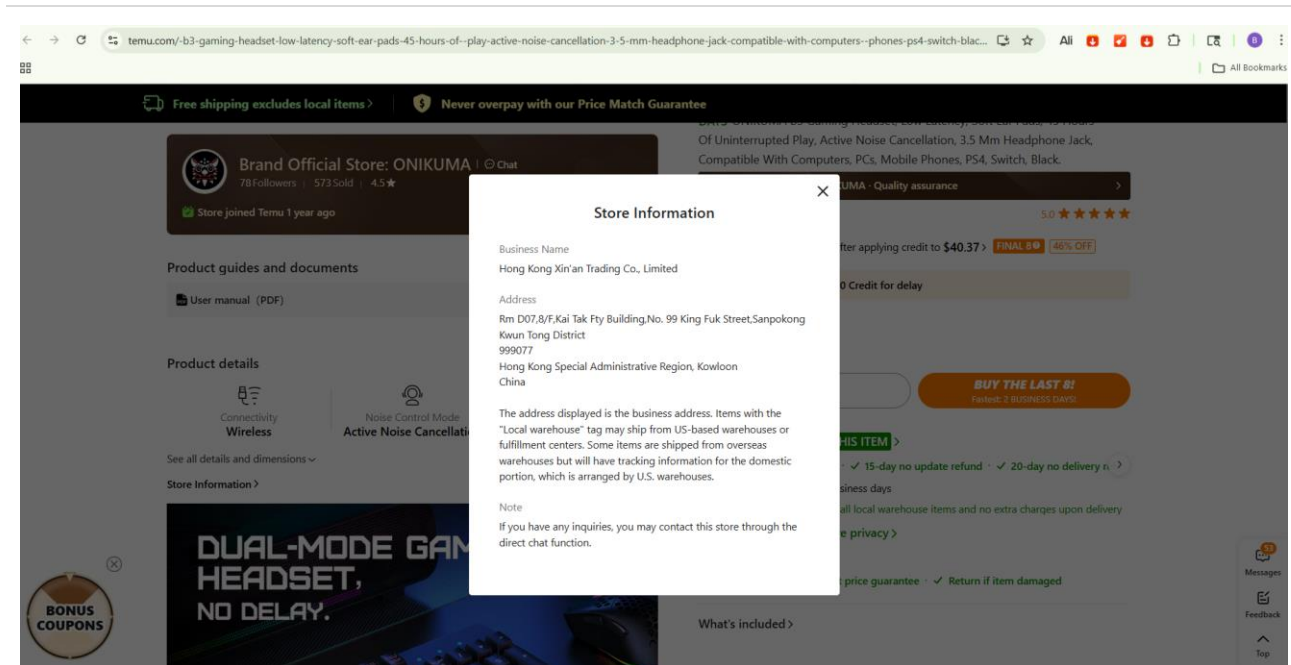 temu.com/-b3-gaming-headset-low-latency-soft-ear-pads-45-hours-of--play-active-noise-cancellation-3-5-mm-headphone-jack-compatible-with-computers--phones-ps4-switch-blac...
Ali
B
All Bookmarks
Free shipping excludes local items >
Never overpay with our Price Match Guarantee
Of Uninterrupted Play, Active Noise Cancellation, 3.5 Mm Headphone Jack,
Compatible With Computers, PCs, Mobile Phones, PS4, Switch, Black.
Brand Official Store: ONIKUMA
Chat
78 Followers | 573 Sold | 4.5★
Store joined Temu 1 year ago
UMA · Quality assurance >
5.0 ★★★★★
after applying credit to $40.37 >
FINAL 8
46% OFF
0 Credit for delay
Product guides and documents
User manual (PDF)
Product details
Connectivity
Wireless
Noise Control Mode
Active Noise Cancellati
See all details and dimensions
Store Information >
Store Information
Business Name
Hong Kong Xin'an Trading Co., Limited
Address
Rm D07,8/F,Kai Tak Fty Building,No. 99 King Fuk Street,Sanpokong
Kwun Tong District
999077
Hong Kong Special Administrative Region, Kowloon
China
The address displayed is the business address. Items with the
"Local warehouse" tag may ship from US-based warehouses or
fulfillment centers. Some items are shipped from overseas
warehouses but will have tracking information for the domestic
portion, which is arranged by U.S. warehouses.
Note
If you have any inquiries, you may contact this store through the
direct chat function.
BUY THE LAST 8!
Fastest: 2 BUSINESS DAYS
HIS ITEM >
✓ 15-day no update refund · ✓ 20-day no delivery
siness days
all local warehouse items and no extra charges upon delivery
e privacy >
price guarantee · ✓ Return if item damaged
What's included >
DUAL-MODE GAM
HEADSET,
NO DELAY.
BONUS
COUPONS
53
Messages
Feedback
Top